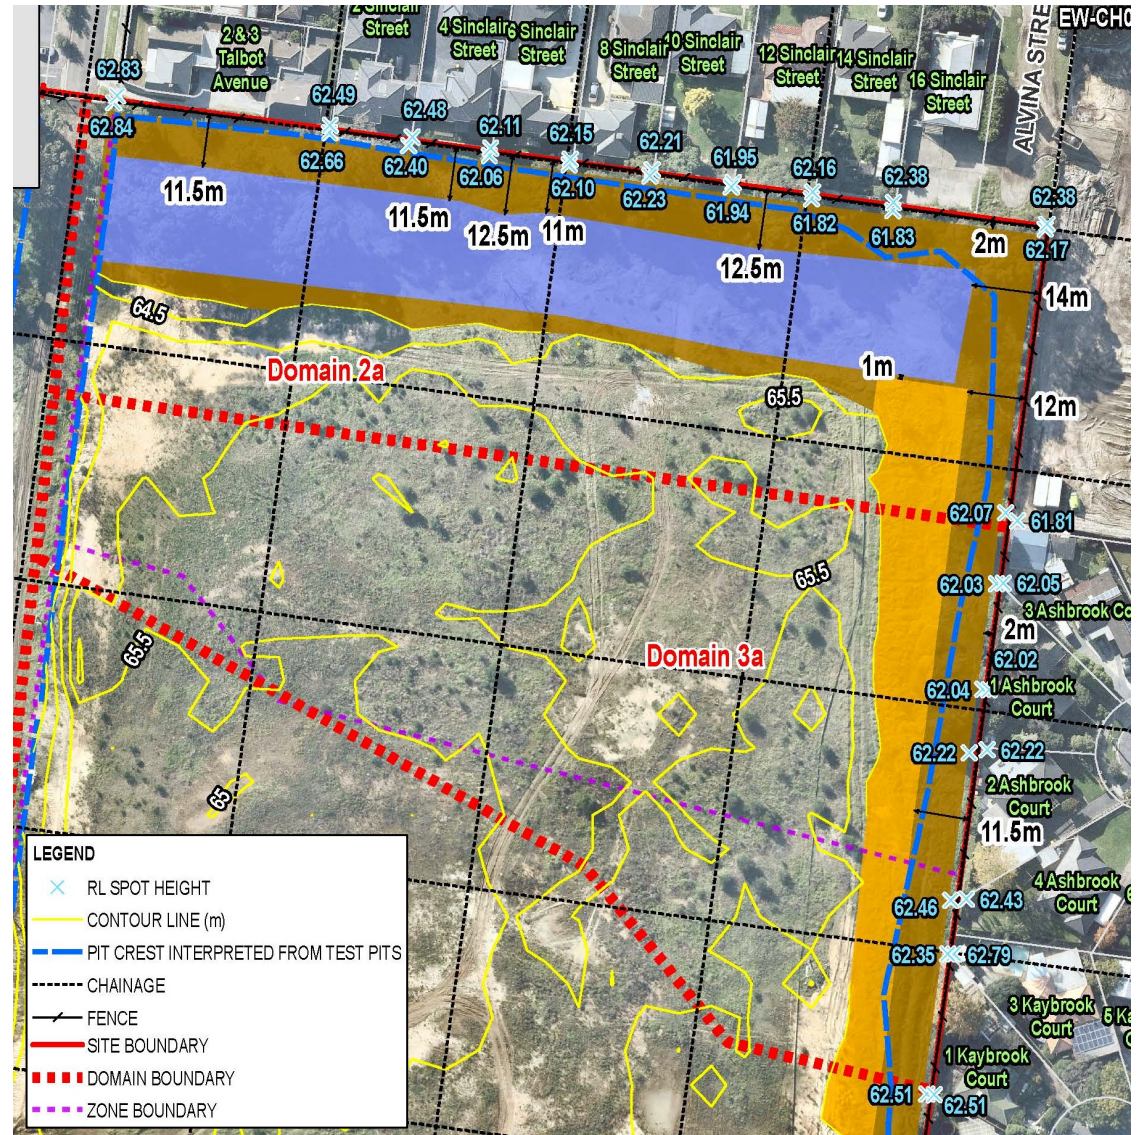 2 Sinclair
Street
4 Sinclair
Street
6 Sinclair
Street
8 Sinclair
Street
10 Sinclair
Street
12 Sinclair
Street
14 Sinclair
Street
16 Sinclair
Street
2 & 3
Talbot
Avenue
ALVINA STRE
EW-CH0
62.83
62.84
62.49
62.66
62.48
62.40
62.11
62.06
62.15
62.10
62.21
62.23
61.95
61.94
62.16
61.82
62.38
61.83
62.38
62.17
11.5m
11.5m
12.5m
11m
12.5m
2m
14m
1m
12m
64.5
Domain 2a
65.5
62.07
61.81
65.5
62.03
62.05
3 Ashbrook Co
2m
65.5
Domain 3a
62.02
62.04
1 Ashbrook
Court
62.22
62.22
2 Ashbrook
Court
65
11.5m
4 Ashbrook
Court
62.46
62.43
62.35
62.79
3 Kaybrook
Court
5 Ka
1 Kaybrook
Court
62.51
62.51
LEGEND
RL SPOT HEIGHT
CONTOUR LINE (m)
PIT CREST INTERPRETED FROM TEST PITS
CHAINAGE
FENCE
SITE BOUNDARY
DOMAIN BOUNDARY
ZONE BOUNDARY